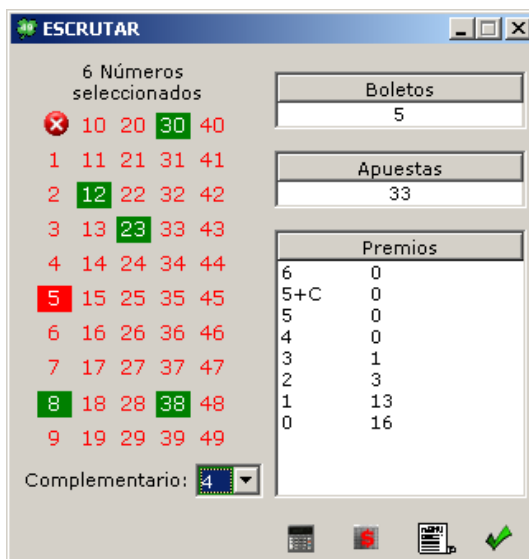 ESCRUTAR
6 Números
seleccionados
10 20 30 40
1 11 21 31 41
2 12 22 32 42
3 13 23 33 43
4 14 24 34 44
5 15 25 35 45
6 16 26 36 46
7 17 27 37 47
8 18 28 38 48
9 19 29 39 49
Complementario: 4
Boletos
5
Apuestas
33
Premios
6 0
5+C 0
5 0
4 0
3 1
2 3
1 13
0 16